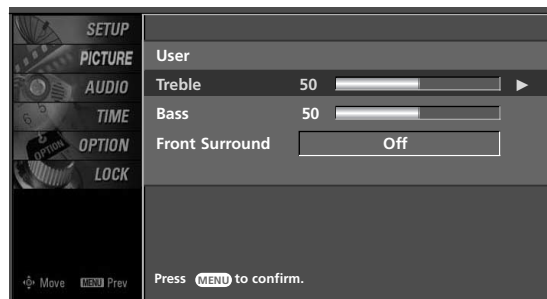 SETUP
PICTURE
AUDIO
TIME
OPTION
LOCK
Move MENU Prev
User
Treble 50
Bass 50
Front Surround Off
Press MENU to confirm.